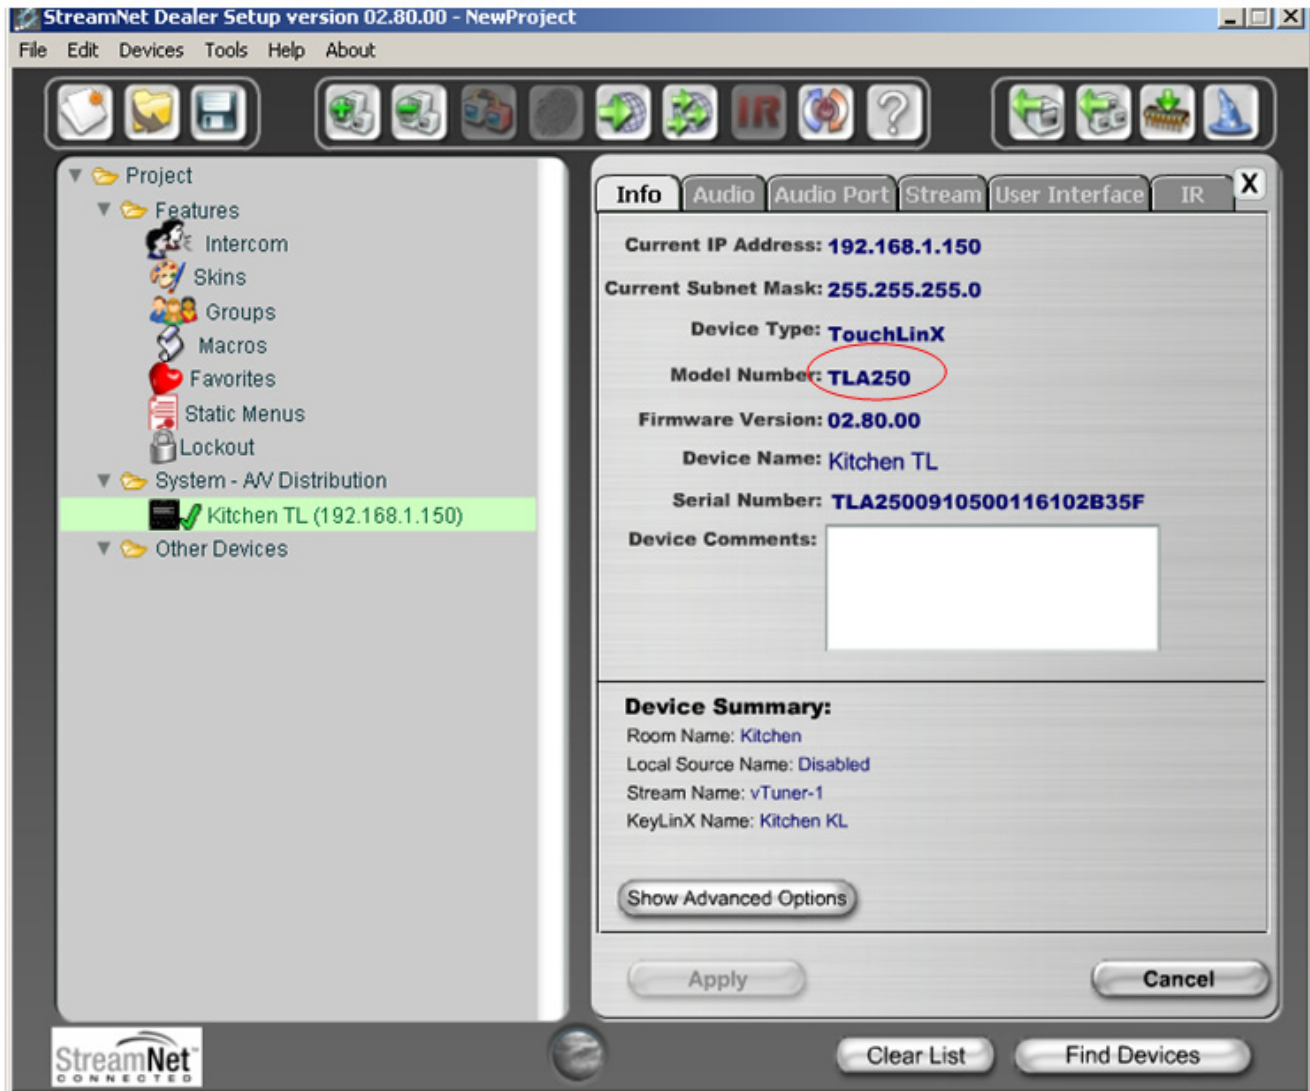 StreamNet Dealer Setup version 02.80.00 - NewProject
File Edit Devices Tools Help About
IR
?
Project
Features
Intercom
Skins
Groups
Macros
Favorites
Static Menus
Lockout
System - A/V Distribution
Kitchen TL (192.168.1.150)
Other Devices
Info Audio Audio Port Stream User Interface IR X
Current IP Address: 192.168.1.150
Current Subnet Mask: 255.255.255.0
Device Type: TouchLinX
Model Number: TLA250
Firmware Version: 02.80.00
Device Name: Kitchen TL
Serial Number: TLA2500910500116102B35F
Device Comments:
Device Summary:
Room Name: Kitchen
Local Source Name: Disabled
Stream Name: vTuner-1
KeyLinX Name: Kitchen KL
Show Advanced Options
Apply Cancel
StreamNet™
CONNECTED
Clear List Find Devices